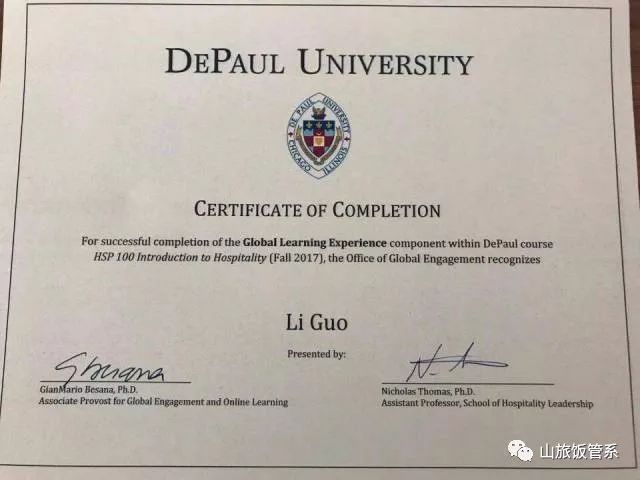 DEPAUL UNIVERSITY
DE PAUL UNIVERSITY
CHICAGO ILLINOIS
CERTIFICATE OF COMPLETION
For successful completion of the Global Learning Experience component within DePaul course
HSP 100 Introduction to Hospitality (Fall 2017), the Office of Global Engagement recognizes
Li Guo
Presented by:
GianMario Besana, Ph.D.
Associate Provost for Global Engagement and Online Learning
Nicholas Thomas, Ph.D.
Assistant Professor, School of Hospitality Leadership
山旅饭管系